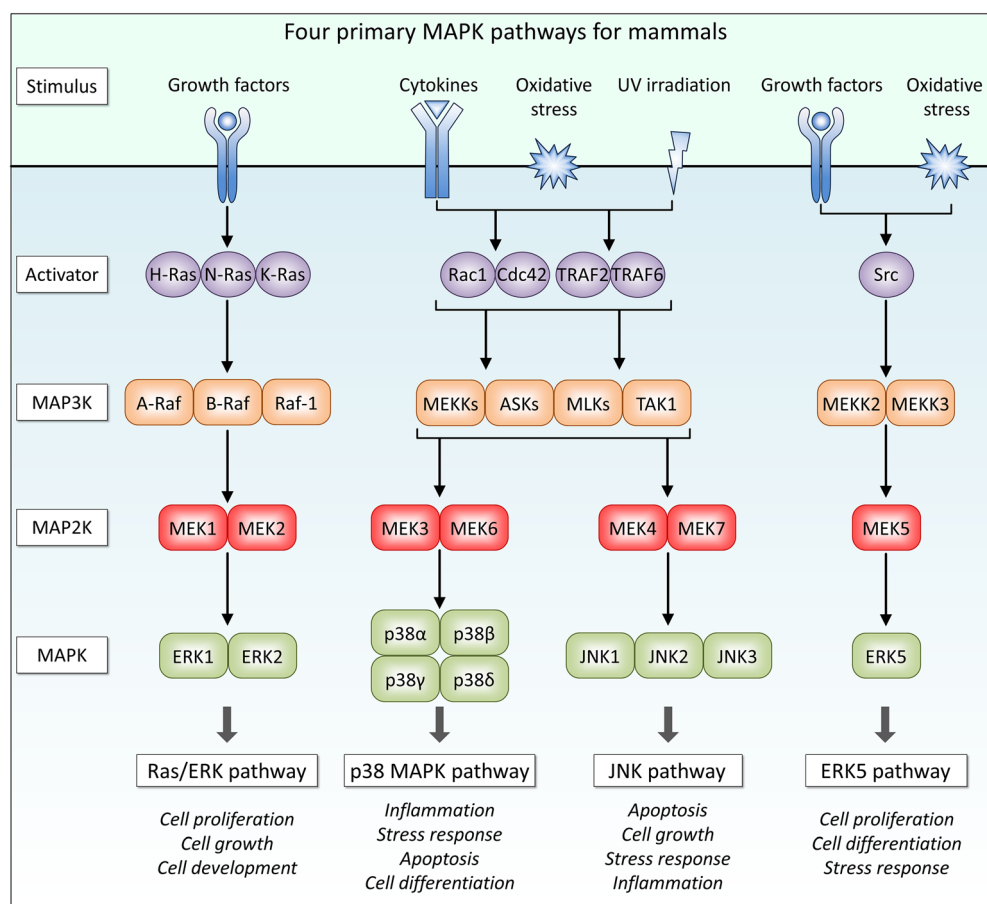 Four primary MAPK pathways for mammals
Stimulus
Growth factors
Cytokines
Oxidative
stress
UV irradiation
Growth factors
Oxidative
stress
Activator
H-Ras N-Ras K-Ras
Rac1 Cdc42 TRAF2 TRAF6
Src
MAP3K
A-Raf B-Raf Raf-1
MEKKs ASKs MLKs TAK1
MEKK2 MEKK3
MAP2K
MEK1 MEK2
MEK3 MEK6
MEK4 MEK7
MEK5
MAPK
ERK1 ERK2
p38α p38β
p38γ p38δ
JNK1 JNK2 JNK3
ERK5
Ras/ERK pathway
Cell proliferation
Cell growth
Cell development
p38 MAPK pathway
Inflammation
Stress response
Apoptosis
Cell differentiation
JNK pathway
Apoptosis
Cell growth
Stress response
Inflammation
ERK5 pathway
Cell proliferation
Cell differentiation
Stress response